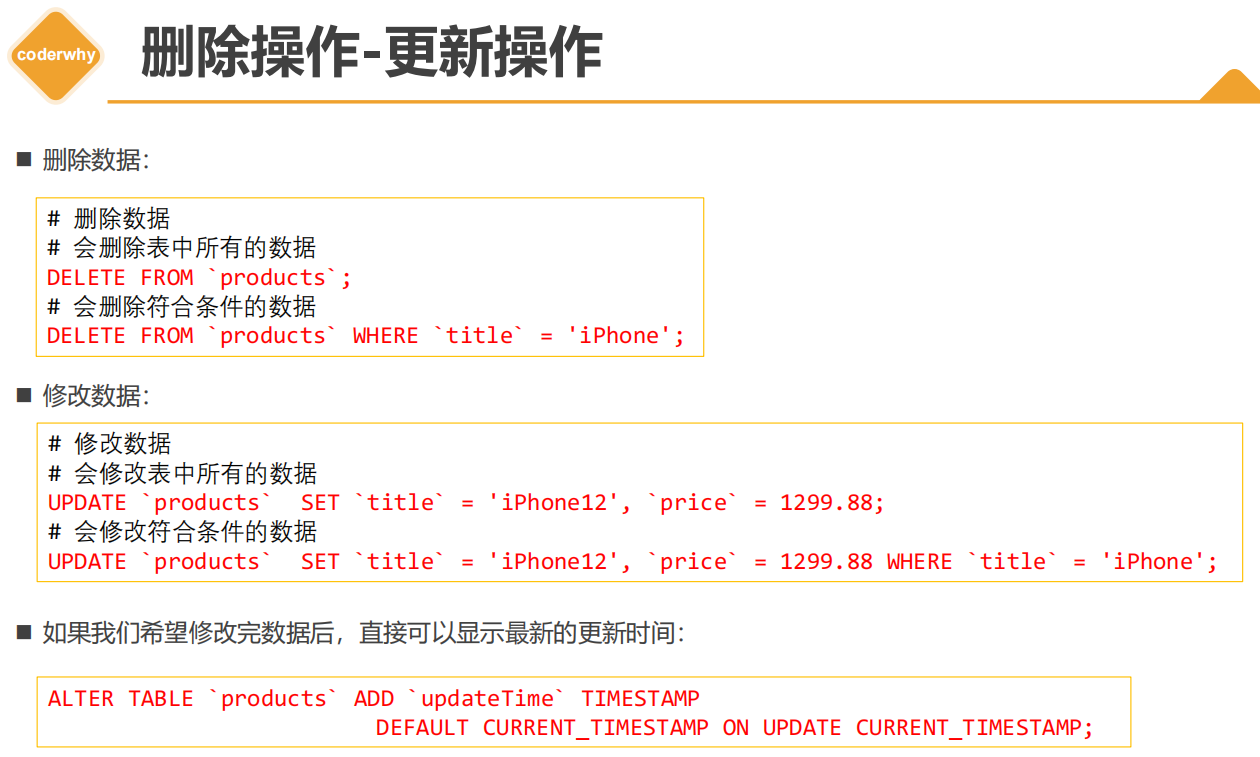 coderwhy
删除操作-更新操作
■ 删除数据：
# 删除数据
# 会删除表中所有的数据
DELETE FROM `products`;
# 会删除符合条件的数据
DELETE FROM `products` WHERE `title` = 'iPhone';
■ 修改数据：
# 修改数据
# 会修改表中所有的数据
UPDATE `products`  SET `title` = 'iPhone12', `price` = 1299.88;
# 会修改符合条件的数据
UPDATE `products`  SET `title` = 'iPhone12', `price` = 1299.88 WHERE `title` = 'iPhone';
■ 如果我们希望修改完数据后，直接可以显示最新的更新时间：
ALTER TABLE `products` ADD `updateTime` TIMESTAMP
DEFAULT CURRENT_TIMESTAMP ON UPDATE CURRENT_TIMESTAMP;